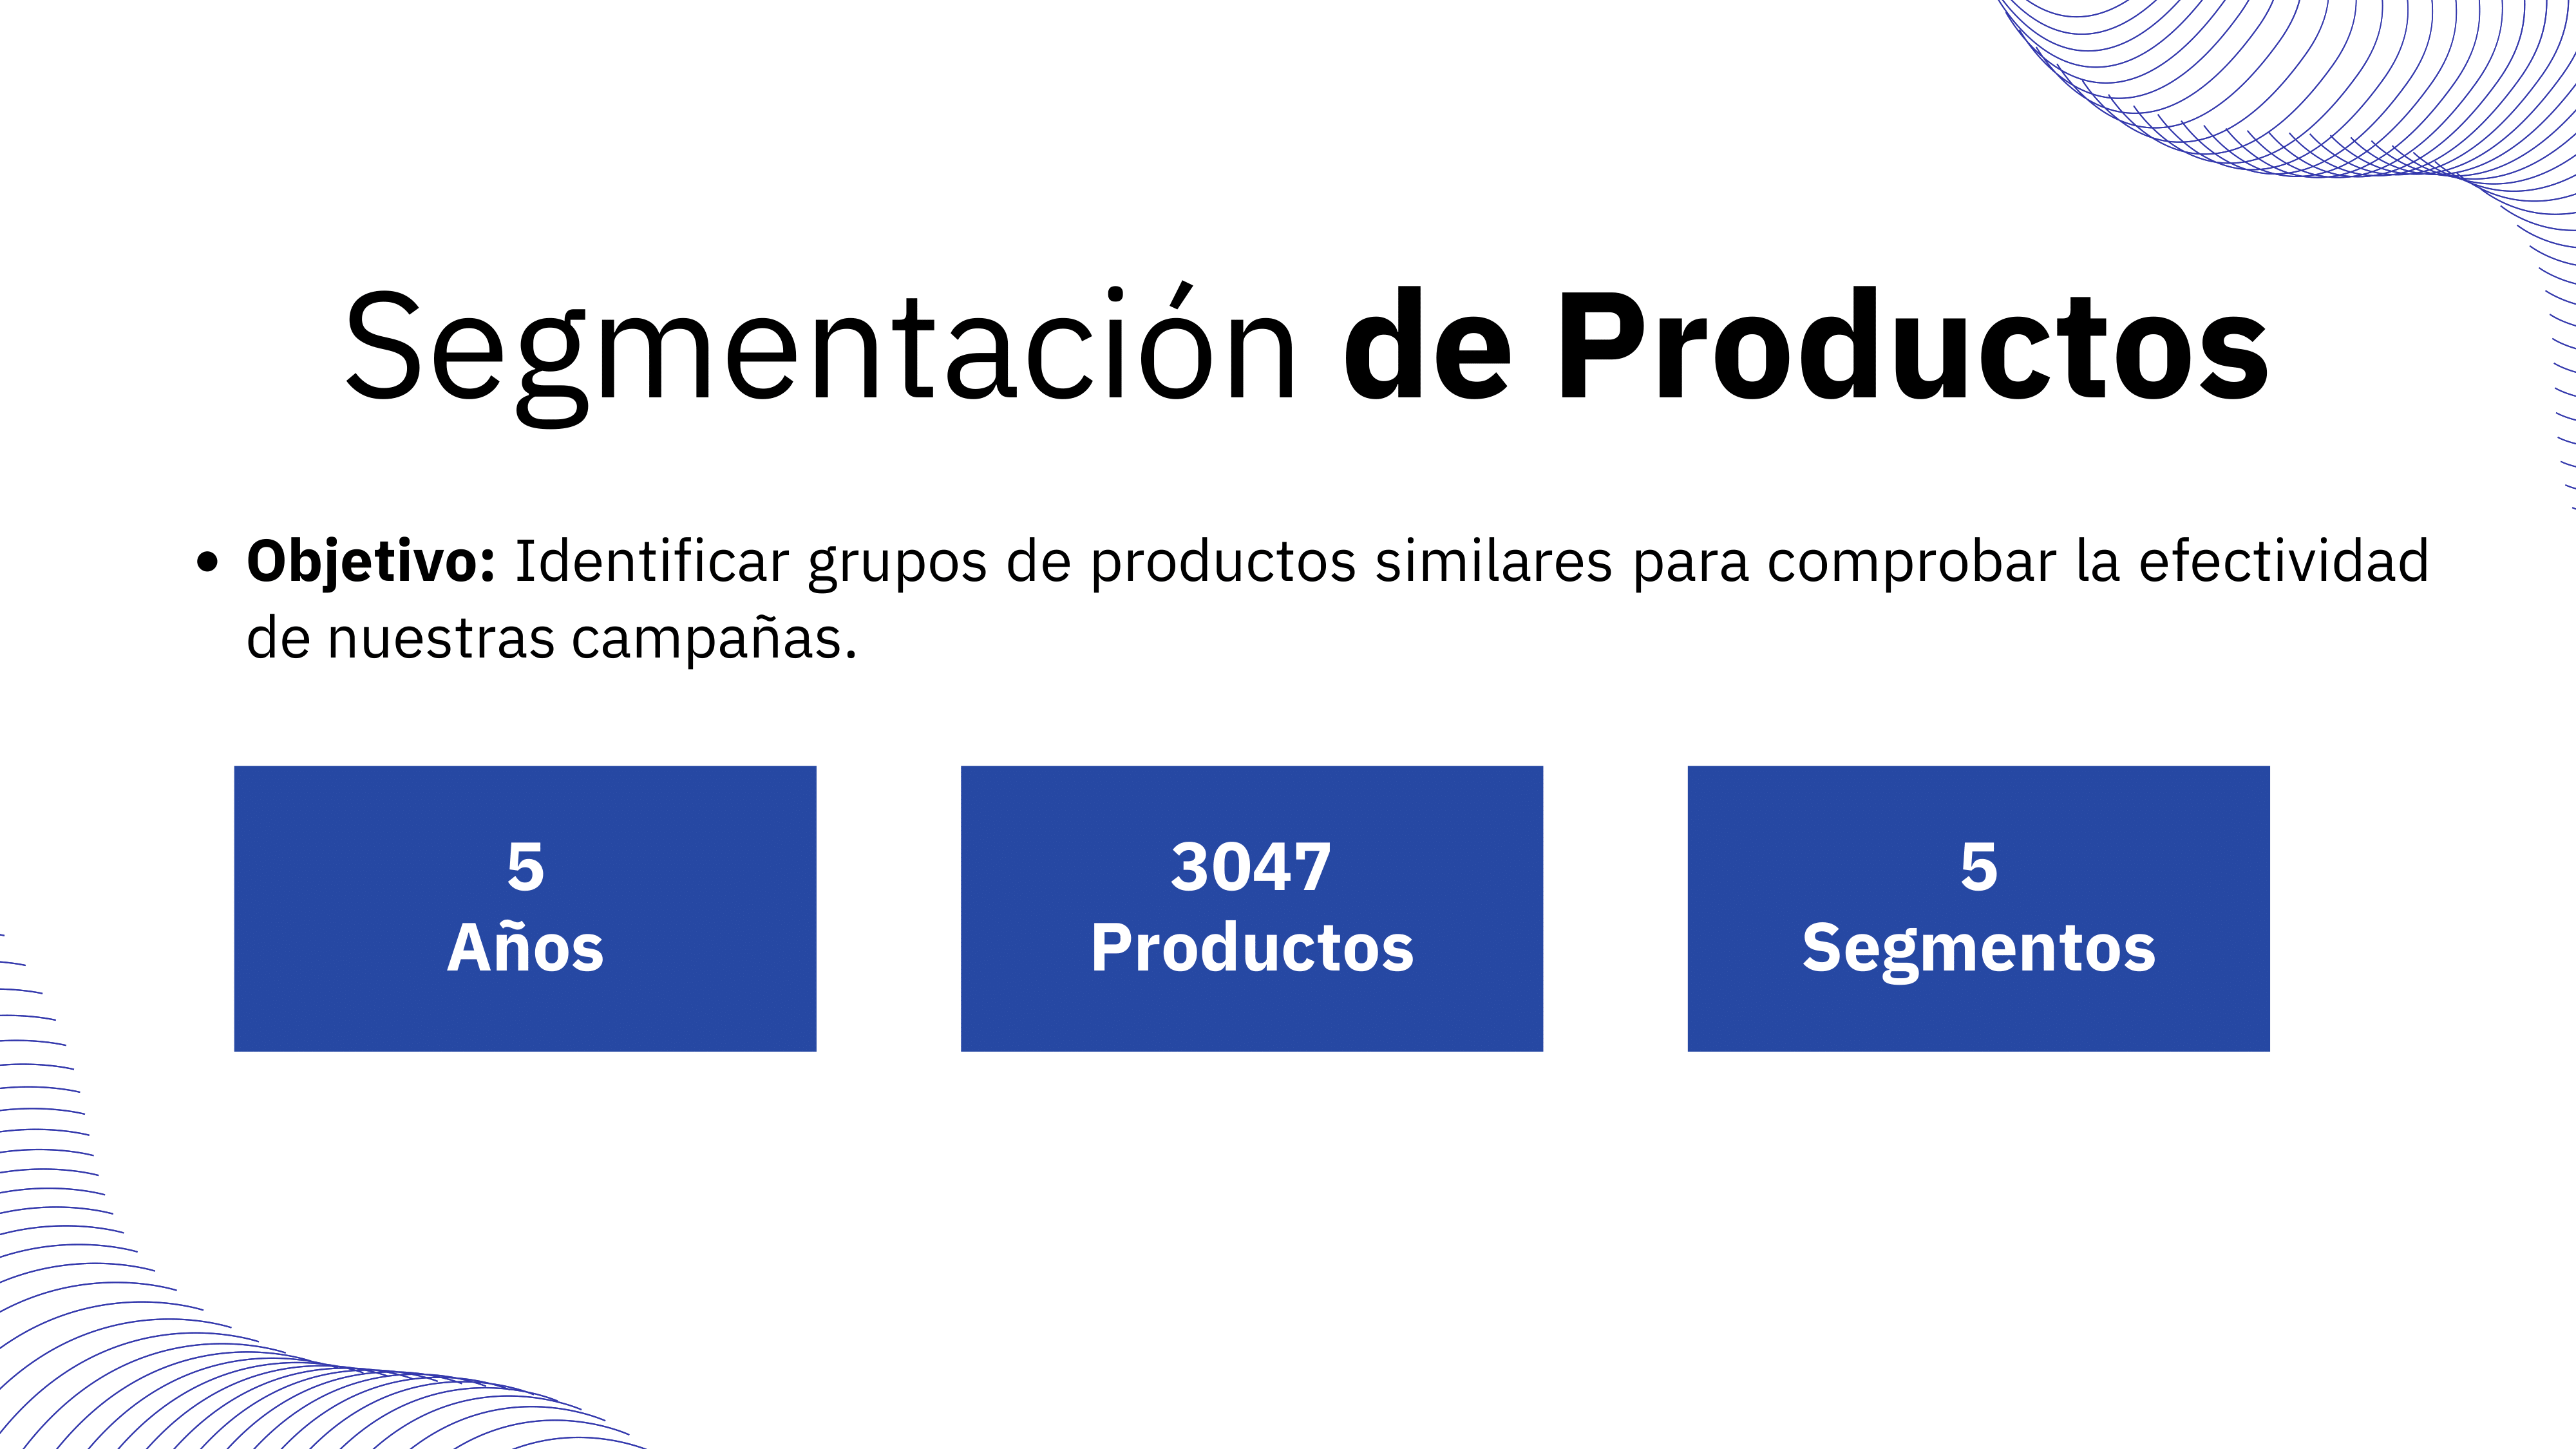 Segmentación de Productos
• Objetivo: Identificar grupos de productos similares para comprobar la efectividad
de nuestras campañas.
5
Años
3047
Productos
5
Segmentos